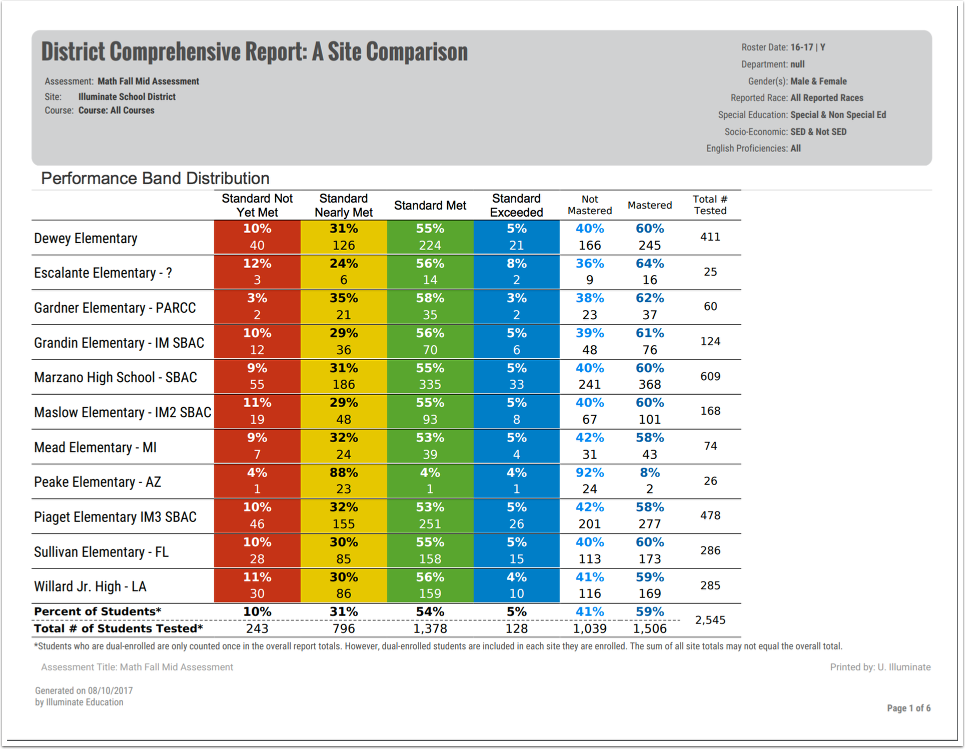 District Comprehensive Report: A Site Comparison
Assessment: Math Fall Mid Assessment
Site: Illuminate School District
Course: Course: All Courses
Roster Date: 16-17 | Y
Department: null
Gender(s): Male & Female
Reported Race: All Reported Races
Special Education: Special & Non Special Ed
Socio-Economic: SED & Not SED
English Proficiencies: All
Performance Band Distribution
Standard Not Yet Met Standard Nearly Met Standard Met Standard Exceeded Not Mastered Mastered Total # Tested
Dewey Elementary 10% 31% 55% 5% 40% 60% 411
40 126 224 21 166 245
Escalante Elementary - ? 12% 24% 56% 8% 36% 64% 25
3 6 14 2 9 16
Gardner Elementary - PARCC 3% 35% 58% 3% 38% 62% 60
2 21 35 2 23 37
Grandin Elementary - IM SBAC 10% 29% 56% 5% 39% 61% 124
12 36 70 6 48 76
Marzano High School - SBAC 9% 31% 55% 5% 40% 60% 609
55 186 335 33 241 368
Maslow Elementary - IM2 SBAC 11% 29% 55% 5% 40% 60% 168
19 48 93 8 67 101
Mead Elementary - MI 9% 32% 53% 5% 42% 58% 74
7 24 39 4 31 43
Peake Elementary - AZ 4% 88% 4% 4% 92% 8% 26
1 23 1 1 24 2
Piaget Elementary IM3 SBAC 10% 32% 53% 5% 42% 58% 478
46 155 251 26 201 277
Sullivan Elementary - FL 10% 30% 55% 5% 40% 60% 286
28 85 158 15 113 173
Willard Jr. High - LA 11% 30% 56% 4% 41% 59% 285
30 86 159 10 116 169
Percent of Students* 10% 31% 54% 5% 41% 59% 2,545
Total # of Students Tested* 243 796 1,378 128 1,039 1,506
*Students who are dual-enrolled are only counted once in the overall report totals. However, dual-enrolled students are included in each site they are enrolled. The sum of all site totals may not equal the overall total.
Assessment Title: Math Fall Mid Assessment Printed by: U. Illuminate
Generated on 08/10/2017
by Illuminate Education
Page 1 of 6